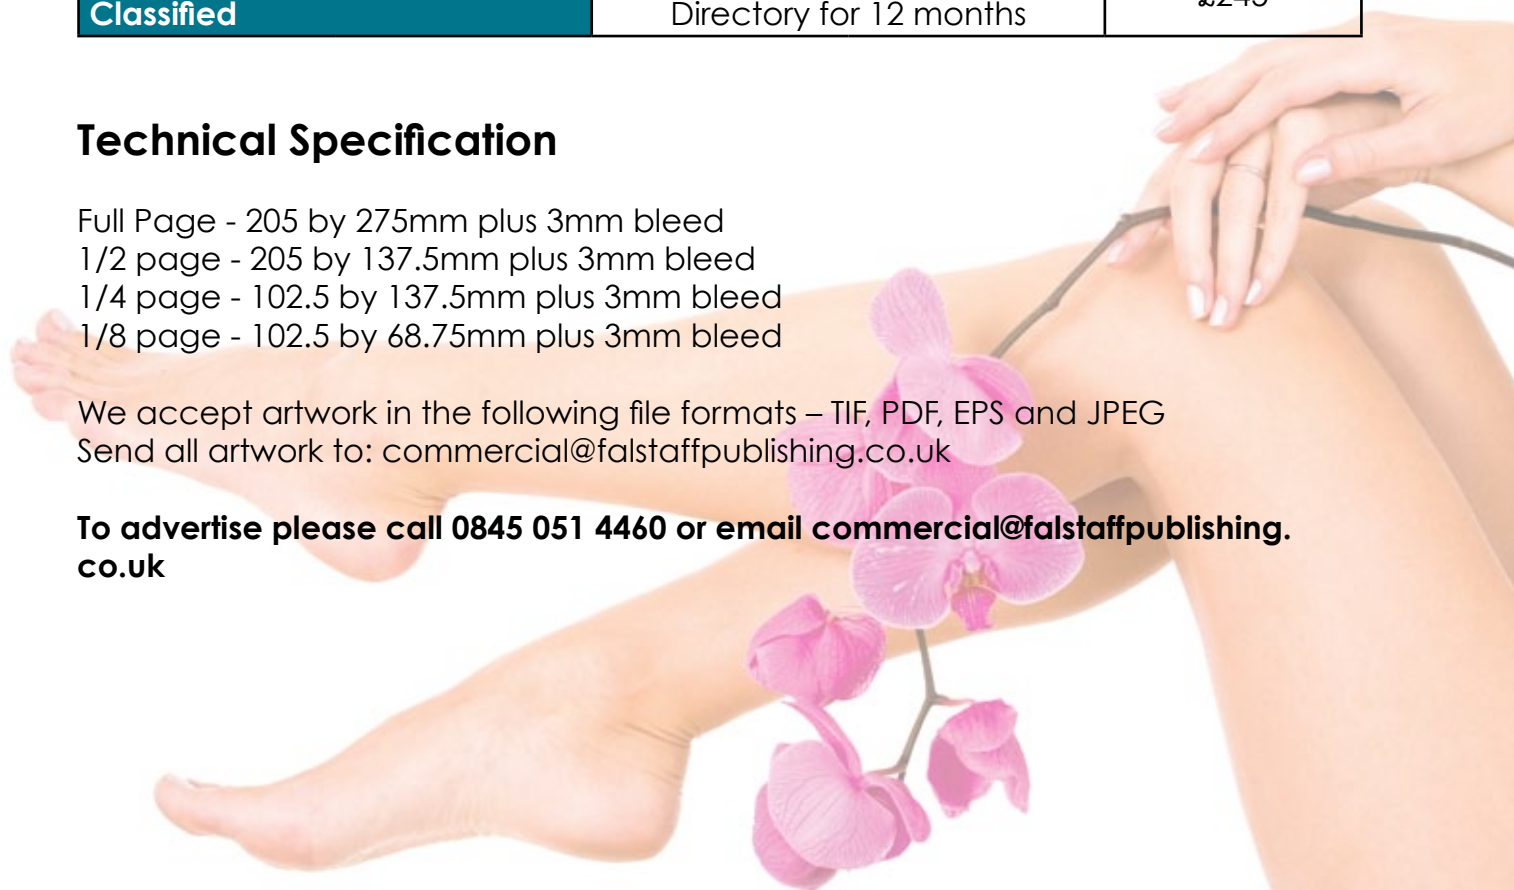 Classified
Directory for 12 months
£245
Technical Specification
Full Page - 205 by 275mm plus 3mm bleed
1/2 page - 205 by 137.5mm plus 3mm bleed
1/4 page - 102.5 by 137.5mm plus 3mm bleed
1/8 page - 102.5 by 68.75mm plus 3mm bleed
We accept artwork in the following file formats – TIF, PDF, EPS and JPEG
Send all artwork to: commercial@falstaffpublishing.co.uk
To advertise please call 0845 051 4460 or email commercial@falstaffpublishing.
co.uk